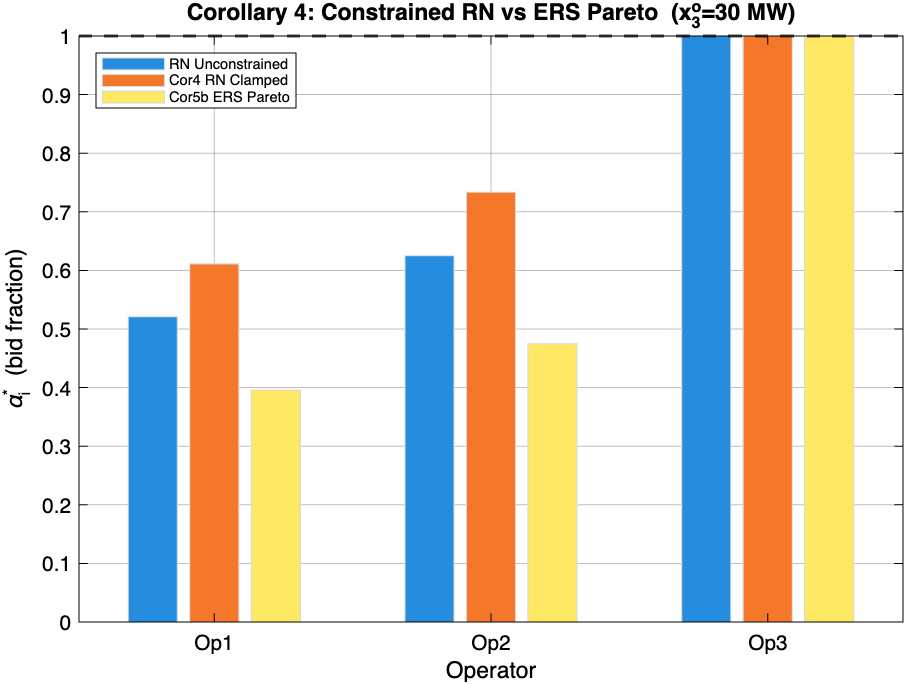 Corollary 4: Constrained RN vs ERS Pareto (x₃ᵒ=30 MW)
RN Unconstrained
Cor4 RN Clamped
Cor5b ERS Pareto
αᵢ* (bid fraction)
1
0.9
0.8
0.7
0.6
0.5
0.4
0.3
0.2
0.1
0
Op1 Op2 Op3
Operator